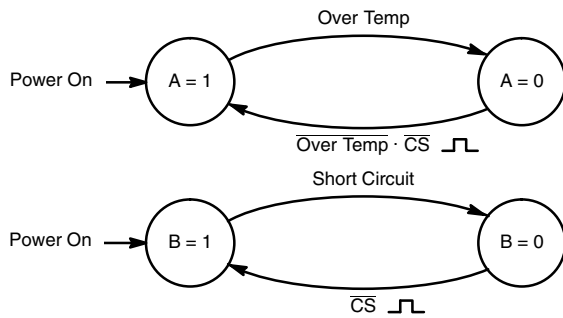 Over Temp
Power On
A = 1
A = 0
Over Temp · CS
Short Circuit
Power On
B = 1
B = 0
CS